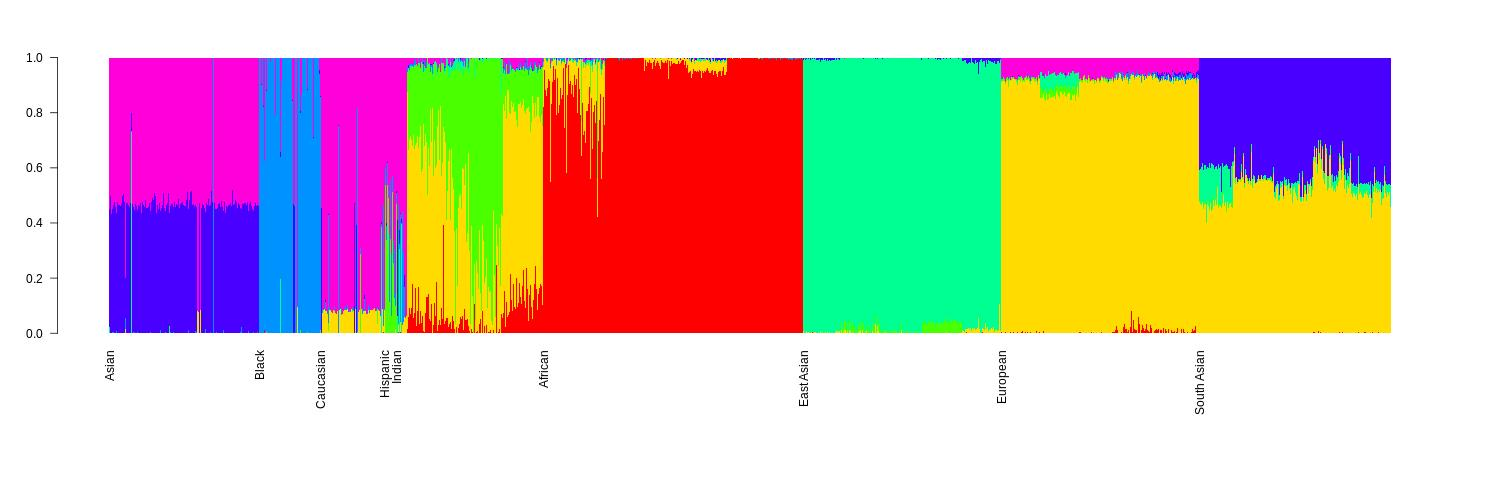 1.0
0.8
0.6
0.4
0.2
0.0
Asian
Black
Caucasian
Hispanic
Indian
African
East Asian
European
South Asian